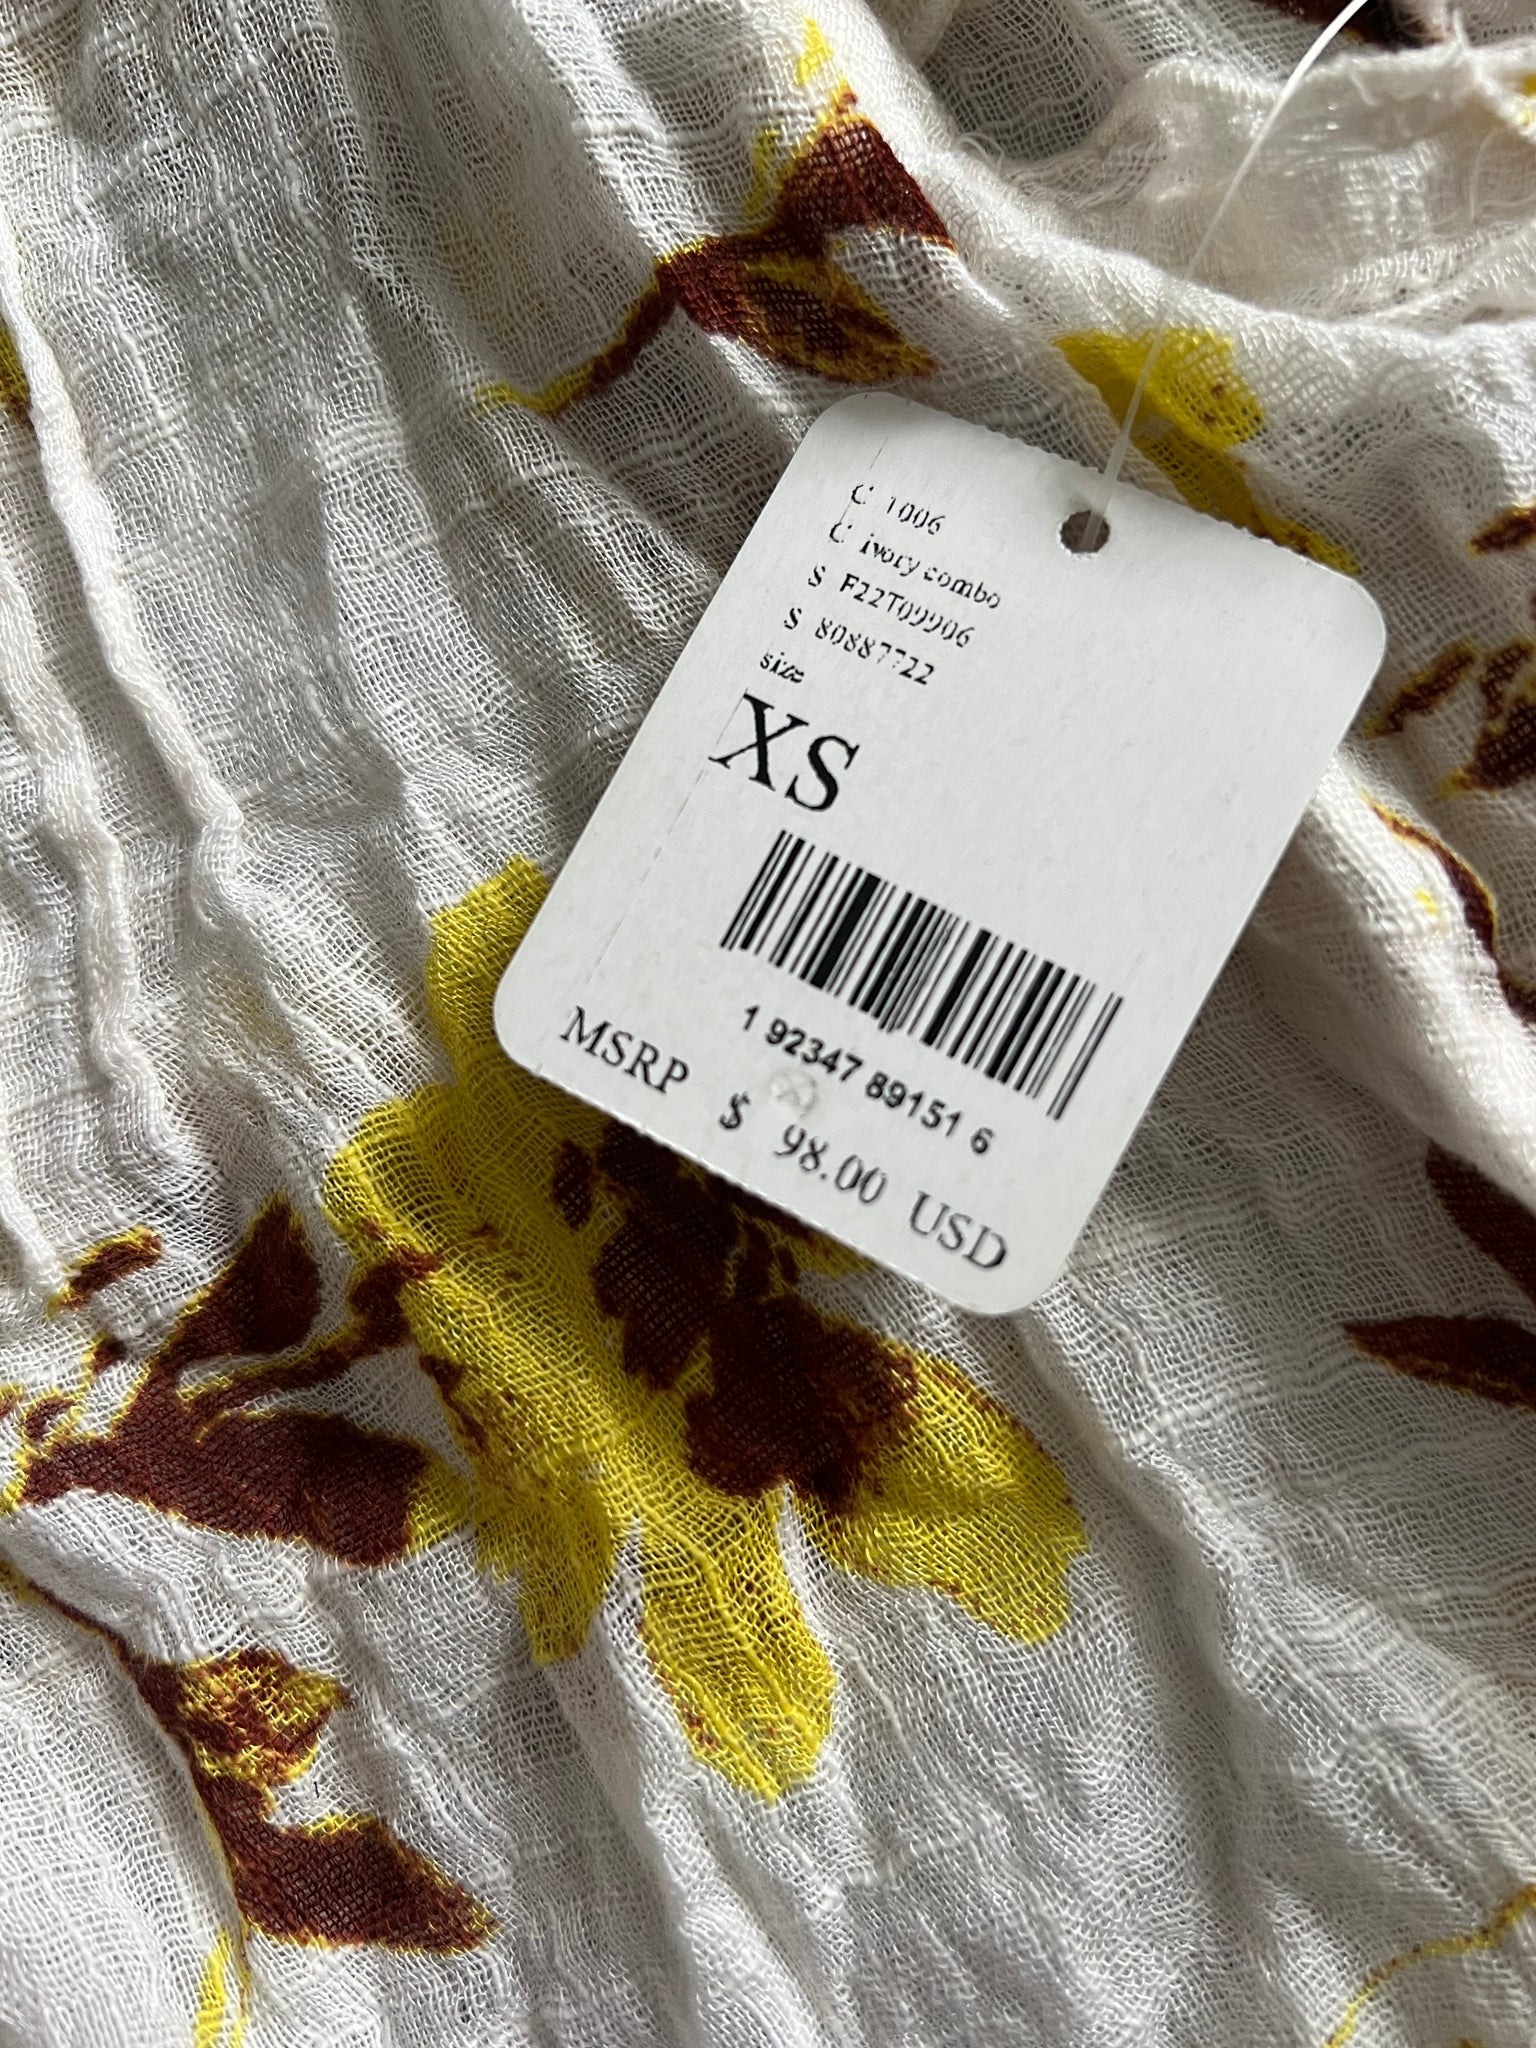 C 1006
C ivory combo
S F22T09906
S 80887722
size
XS
1 92347 89151 6
MSRP $ 98.00 USD